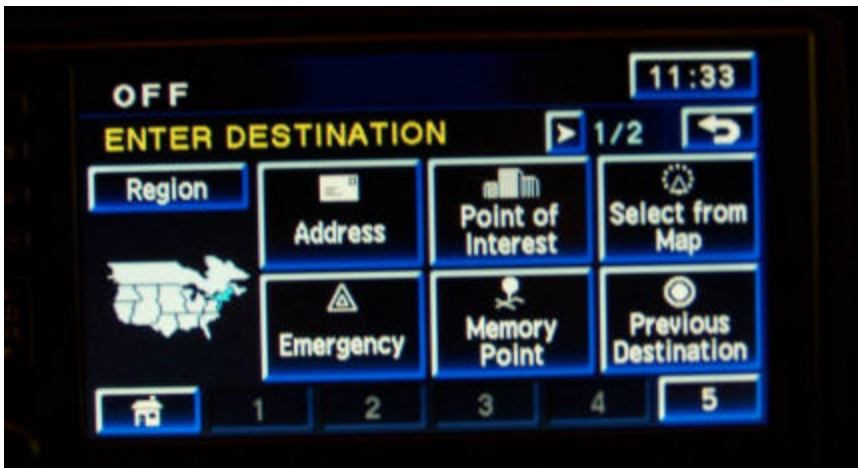 OFF
11:33
ENTER DESTINATION
1/2
Region
Address
Point of
Interest
Select from
Map
Emergency
Memory
Point
Previous
Destination
1 2 3 4 5